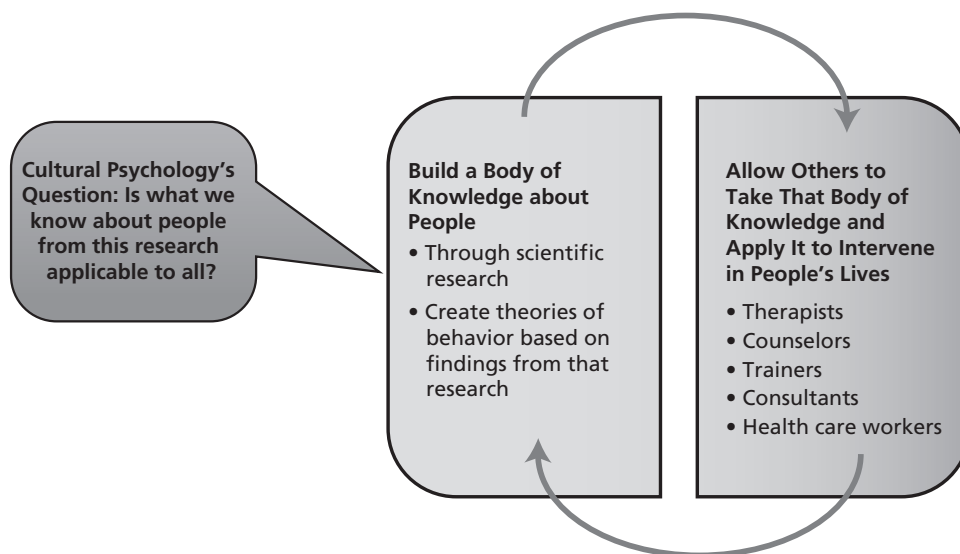 Cultural Psychology’s
Question: Is what we
know about people
from this research
applicable to all?
Build a Body of
Knowledge about
People
• Through scientific
research
• Create theories of
behavior based on
findings from that
research
Allow Others to
Take That Body of
Knowledge and
Apply It to Intervene
in People’s Lives
• Therapists
• Counselors
• Trainers
• Consultants
• Health care workers